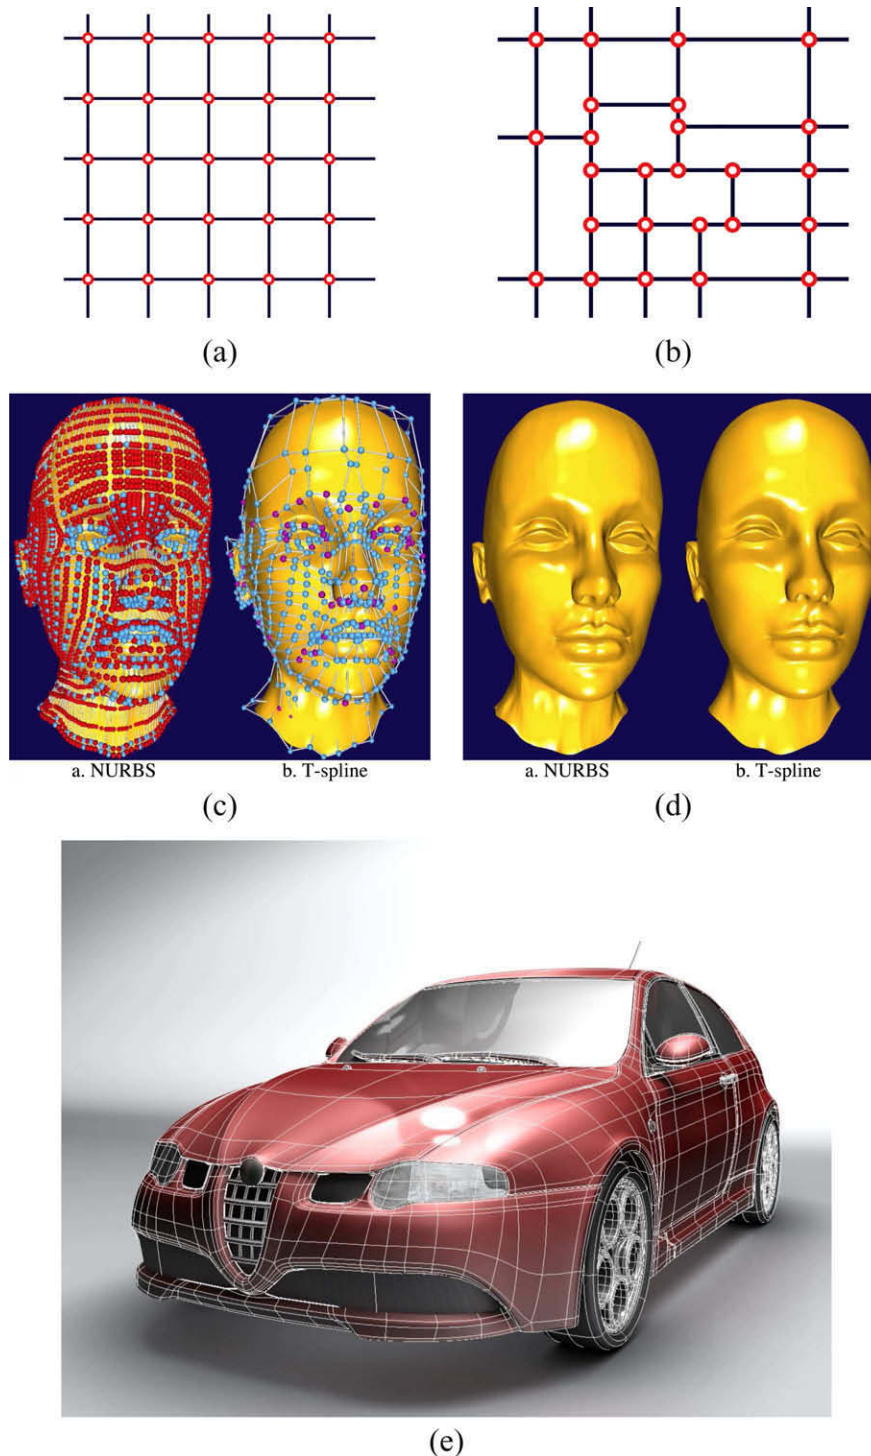 (a)
(b)
a. NURBS
b. T-spline
a. NURBS
b. T-spline
(c)
(d)
(e)